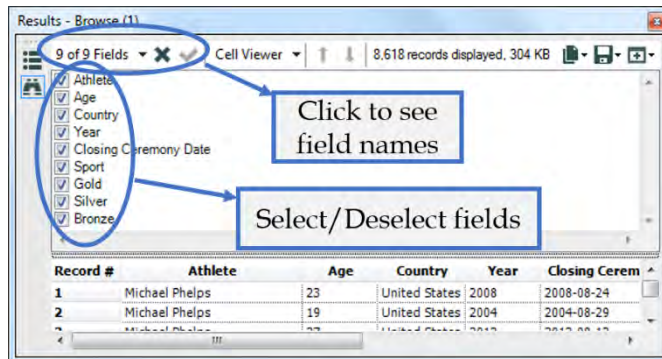 Results - Browse (1)
9 of 9 Fields Cell Viewer 8,618 records displayed, 304 KB
Athlete
Age
Country
Year
Closing Ceremony Date
Sport
Gold
Silver
Bronze
Click to see
field names
Select/Deselect fields
Record # Athlete Age Country Year Closing Cerem
1 Michael Phelps 23 United States 2008 2008-08-24
2 Michael Phelps 19 United States 2004 2004-08-29